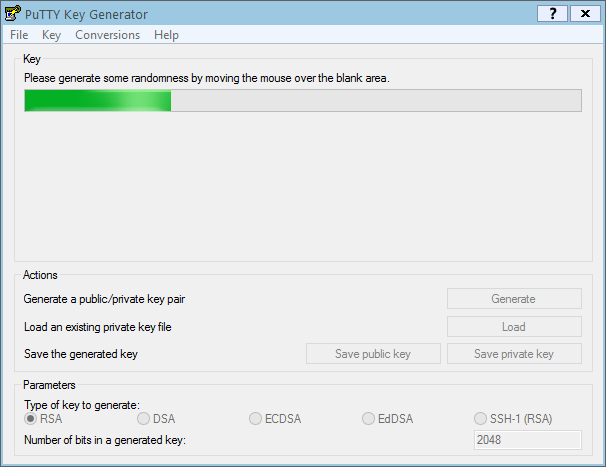 PuTTY Key Generator
?
File Key Conversions Help
Key
Please generate some randomness by moving the mouse over the blank area.
Actions
Generate a public/private key pair Generate
Load an existing private key file Load
Save the generated key Save public key Save private key
Parameters
Type of key to generate:
RSA DSA ECDSA EdDSA SSH-1 (RSA)
Number of bits in a generated key: 2048